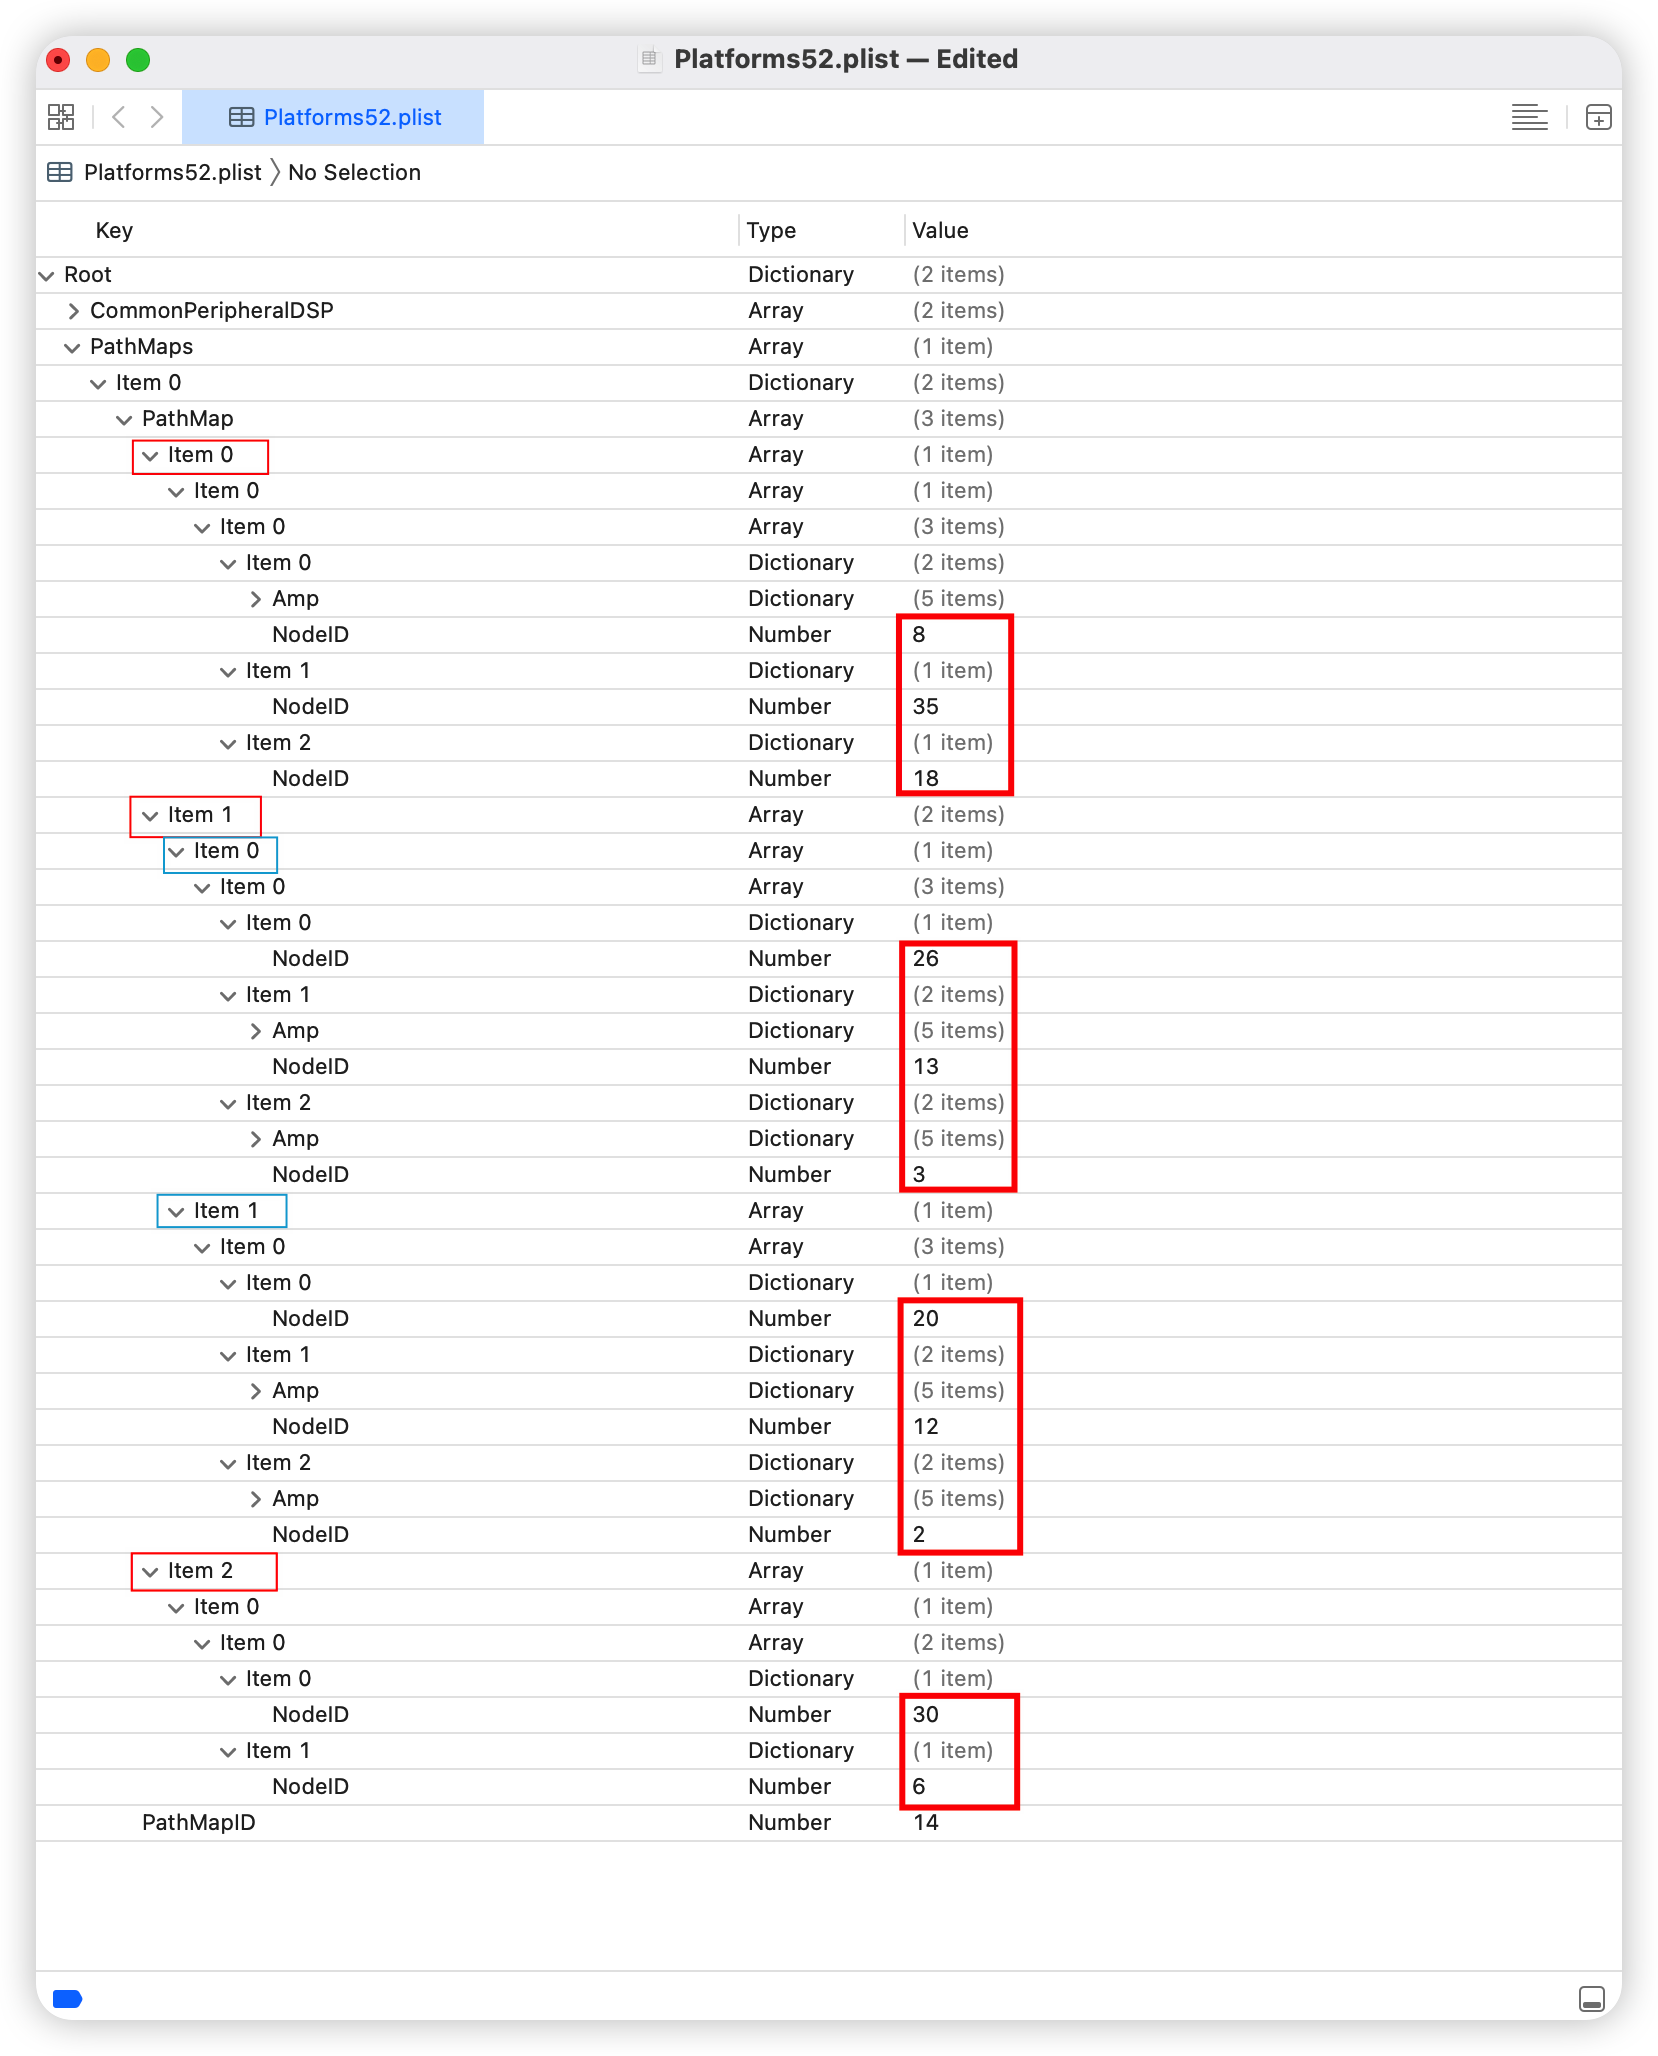 Platforms52.plist — Edited
Platforms52.plist
Platforms52.plist No Selection
Key Type Value
Root Dictionary (2 items)
CommonPeripheralDSP Array (2 items)
PathMaps Array (1 item)
Item 0 Dictionary (2 items)
PathMap Array (3 items)
Item 0 Array (1 item)
Item 0 Array (1 item)
Item 0 Array (3 items)
Item 0 Dictionary (2 items)
Amp Dictionary (5 items)
NodeID Number 8
Item 1 Dictionary (1 item)
NodeID Number 35
Item 2 Dictionary (1 item)
NodeID Number 18
Item 1 Array (2 items)
Item 0 Array (1 item)
Item 0 Array (3 items)
Item 0 Dictionary (1 item)
NodeID Number 26
Item 1 Dictionary (2 items)
Amp Dictionary (5 items)
NodeID Number 13
Item 2 Dictionary (2 items)
Amp Dictionary (5 items)
NodeID Number 3
Item 1 Array (1 item)
Item 0 Array (3 items)
Item 0 Dictionary (1 item)
NodeID Number 20
Item 1 Dictionary (2 items)
Amp Dictionary (5 items)
NodeID Number 12
Item 2 Dictionary (2 items)
Amp Dictionary (5 items)
NodeID Number 2
Item 2 Array (1 item)
Item 0 Array (1 item)
Item 0 Array (2 items)
Item 0 Dictionary (1 item)
NodeID Number 30
Item 1 Dictionary (1 item)
NodeID Number 6
PathMapID Number 14